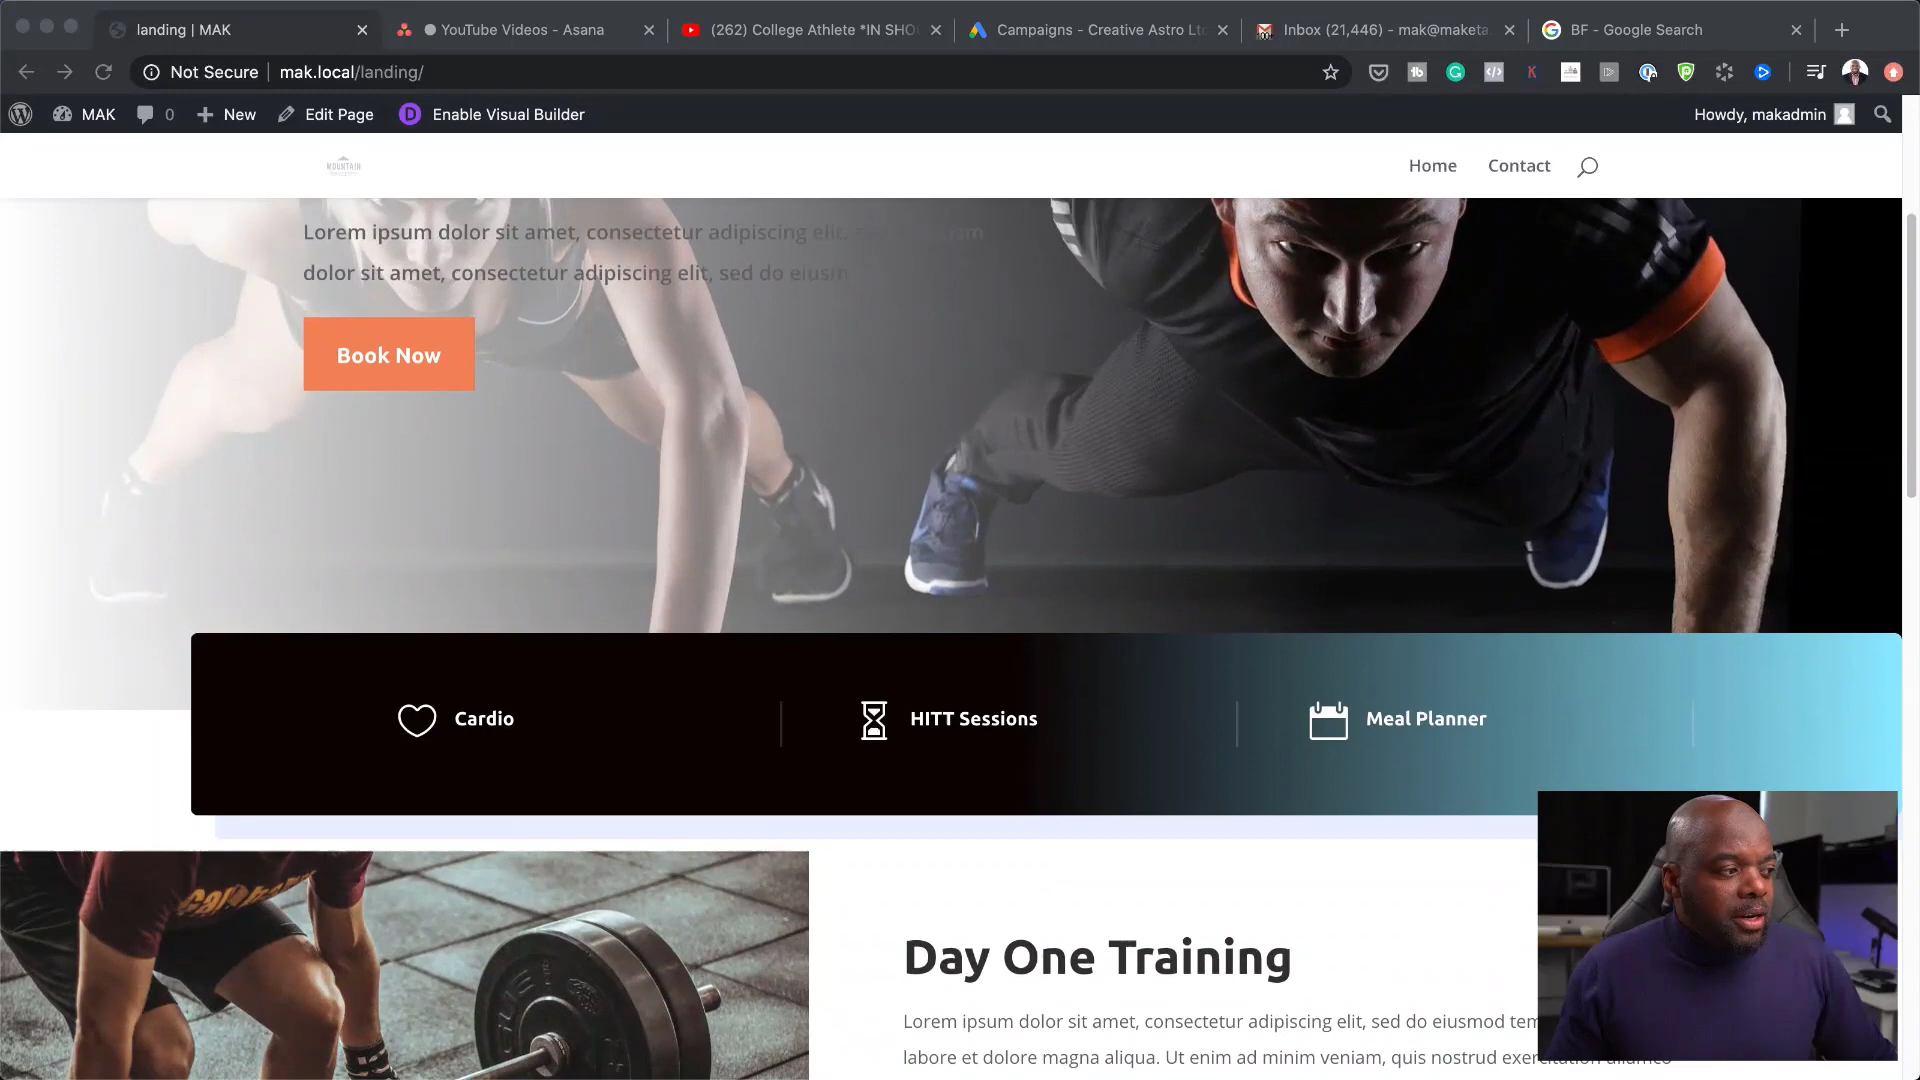 landing | MAK
YouTube Videos - Asana
(262) College Athlete *IN SHO
Campaigns - Creative Astro Lt
Inbox (21,446) - mak@maketa
BF - Google Search
Not Secure
mak.local/landing/
MAK
0
New
Edit Page
Enable Visual Builder
Howdy, makadmin
MOUNTAIN
Home
Contact
Lorem ipsum dolor sit amet, consectetur adipiscing elit,
dolor sit amet, consectetur adipiscing elit, sed do eiusm
Book Now
Cardio
HITT Sessions
Meal Planner
Day One Training
Lorem ipsum dolor sit amet, consectetur adipiscing elit, sed do eiusmod tem
labore et dolore magna aliqua. Ut enim ad minim veniam, quis nostrud exercitation ullamco